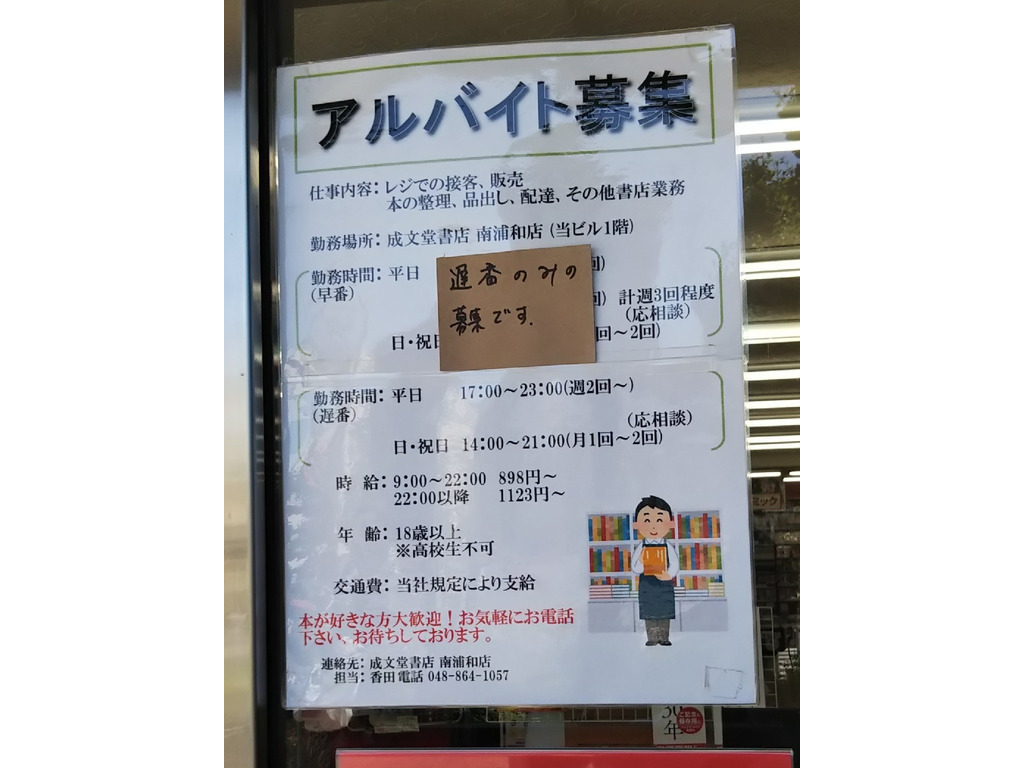 アルバイト募集
仕事内容：レジでの接客、販売
本の整理、品出し、配達、その他書店業務
勤務場所：成文堂書店 南浦和店 (当ビル1階)
勤務時間：平日 回)
(早番)
遅番のみの
募集です.
回) 計週3回程度
(応相談)
日・祝日 回～2回)
勤務時間：平日 17:00～23:00(週2回～)
(遅番)
(応相談)
日・祝日 14:00～21:00(月1回～2回)
時 給：9:00～22:00 898円～
22:00以降 1123円～
年 齢：18歳以上
※高校生不可
交通費：当社規定により支給
本が好きな方大歓迎！お気軽にお電話
下さい、お待ちしております。
連絡先：成文堂書店 南浦和店
担当：香田 電話 048-864-1057
30
年